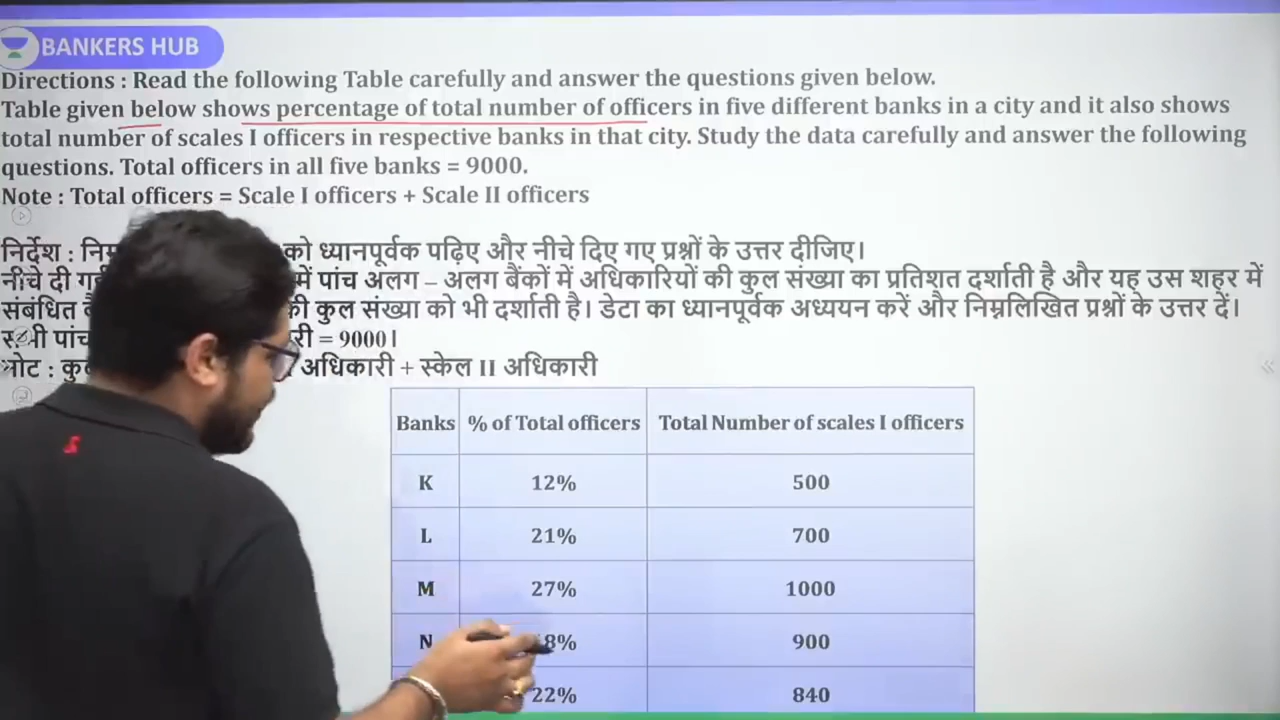 BANKERS HUB
Directions : Read the following Table carefully and answer the questions given below.
Table given below shows percentage of total number of officers in five different banks in a city and it also shows
total number of scales I officers in respective banks in that city. Study the data carefully and answer the following
questions. Total officers in all five banks = 9000.
Note : Total officers = Scale I officers + Scale II officers
निर्देश : को ध्यानपूर्वक पढ़िए और नीचे दिए गए प्रश्नों के उत्तर दीजिए।
नीचे दी में पांच अलग – अलग बैंकों में अधिकारियों की कुल संख्या का प्रतिशत दर्शाती है और यह उस शहर में
संबंधित की कुल संख्या को भी दर्शाती है। डेटा का ध्यानपूर्वक अध्ययन करें और निम्नलिखित प्रश्नों के उत्तर दें।
पांच = 9000।
नोट : अधिकारी + स्केल II अधिकारी
Banks % of Total officers Total Number of scales I officers
K 12% 500
L 21% 700
M 27% 1000
N 8% 900
22% 840